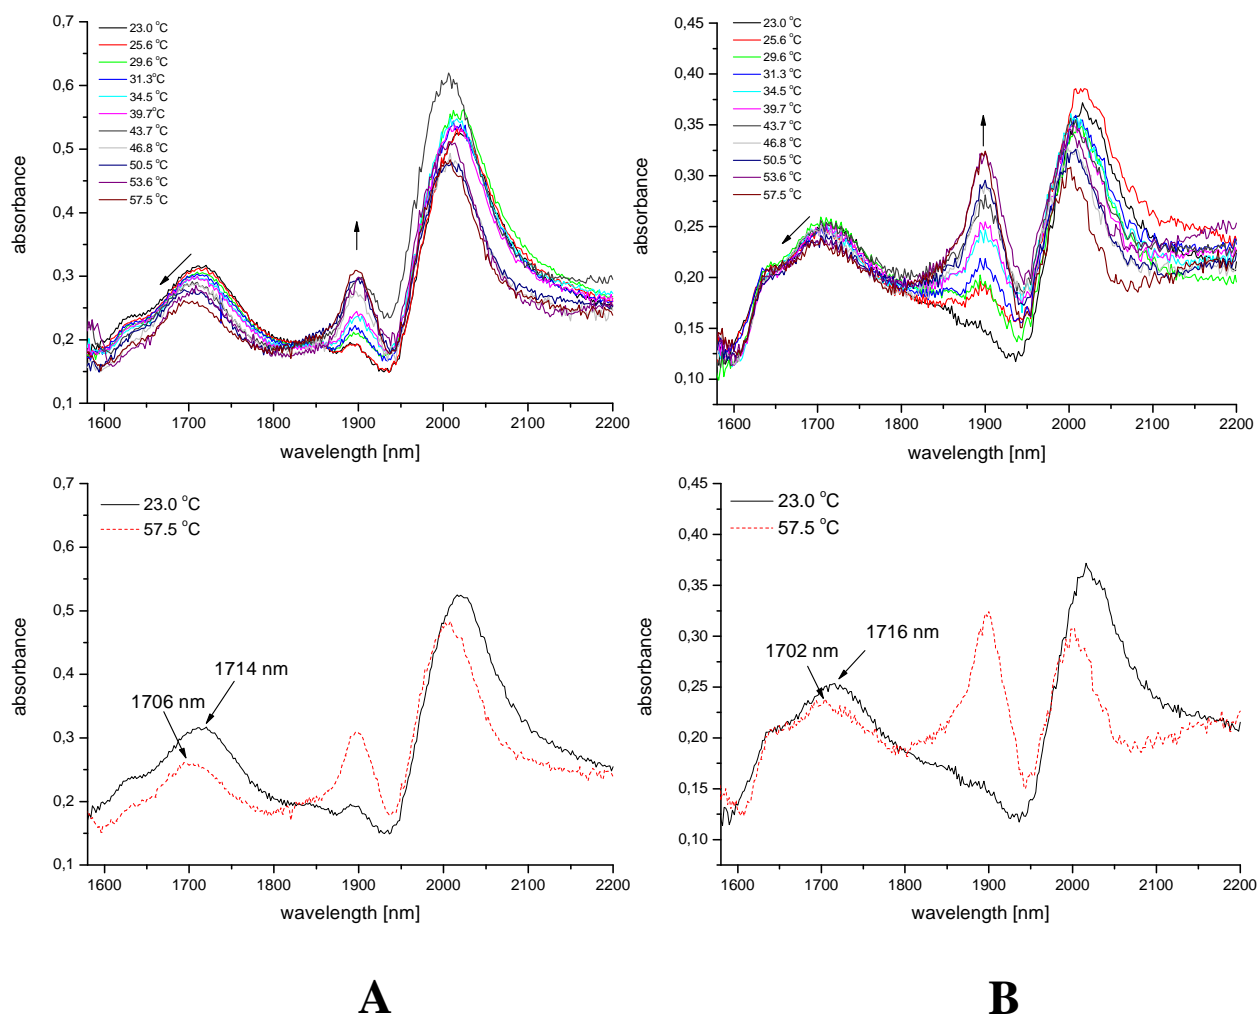 0,7
0,6
0,5
0,4
0,3
0,2
0,1
absorbance
23.0 °C
25.6 °C
29.6 °C
31.3°C
34.5 °C
39.7°C
43.7 °C
46.8 °C
50.5 °C
53.6 °C
57.5 °C
1600 1700 1800 1900 2000 2100 2200
wavelength [nm]
0,45
0,40
0,35
0,30
0,25
0,20
0,15
0,10
absorbance
23.0 °C
25.6 °C
29.6 °C
31.3 °C
34.5 °C
39.7 °C
43.7 °C
46.8 °C
50.5 °C
53.6 °C
57.5 °C
1600 1700 1800 1900 2000 2100 2200
wavelength [nm]
0,7
0,6
0,5
0,4
0,3
0,2
0,1
absorbance
23.0 °C
57.5 °C
1714 nm
1706 nm
1600 1700 1800 1900 2000 2100 2200
wavelength [nm]
0,45
0,40
0,35
0,30
0,25
0,20
0,15
0,10
absorbance
23.0 °C
57.5 °C
1716 nm
1702 nm
1600 1700 1800 1900 2000 2100 2200
wavelength [nm]
A
B